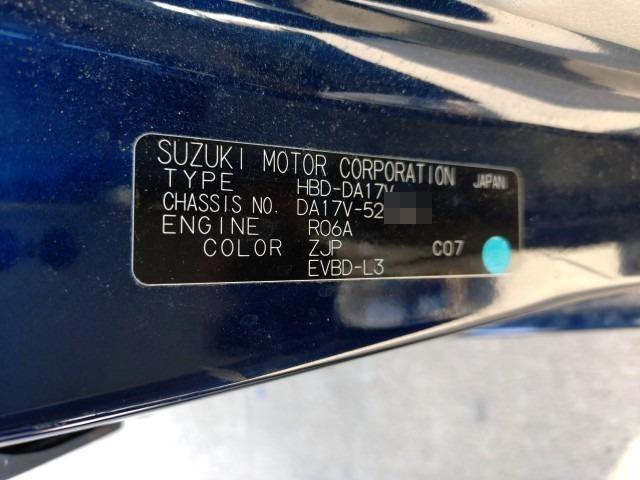 SUZUKI MOTOR CORPORATION
TYPE HBD-DA17V JAPAN
CHASSIS NO. DA17V-52
ENGINE R06A
COLOR ZJP C07
EVBD-L3